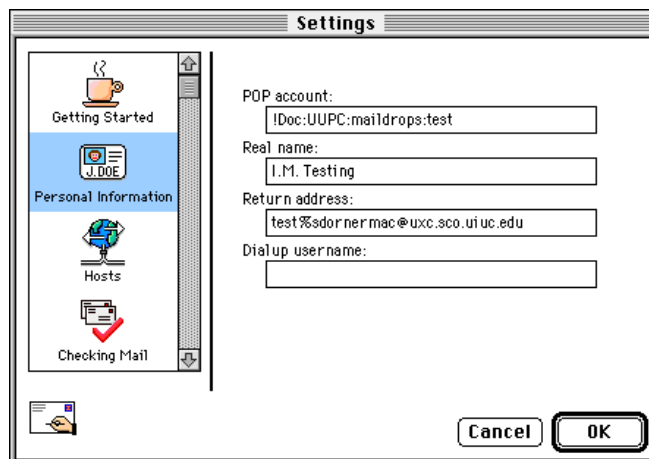 Settings
Getting Started
J.DOE
Personal Information
Hosts
Checking Mail
POP account:
!Doc:UUPC:maildrops:test
Real name:
I.M. Testing
Return address:
test%sdornermac@uxc.sco.uiuc.edu
Dialup username:
Cancel
OK